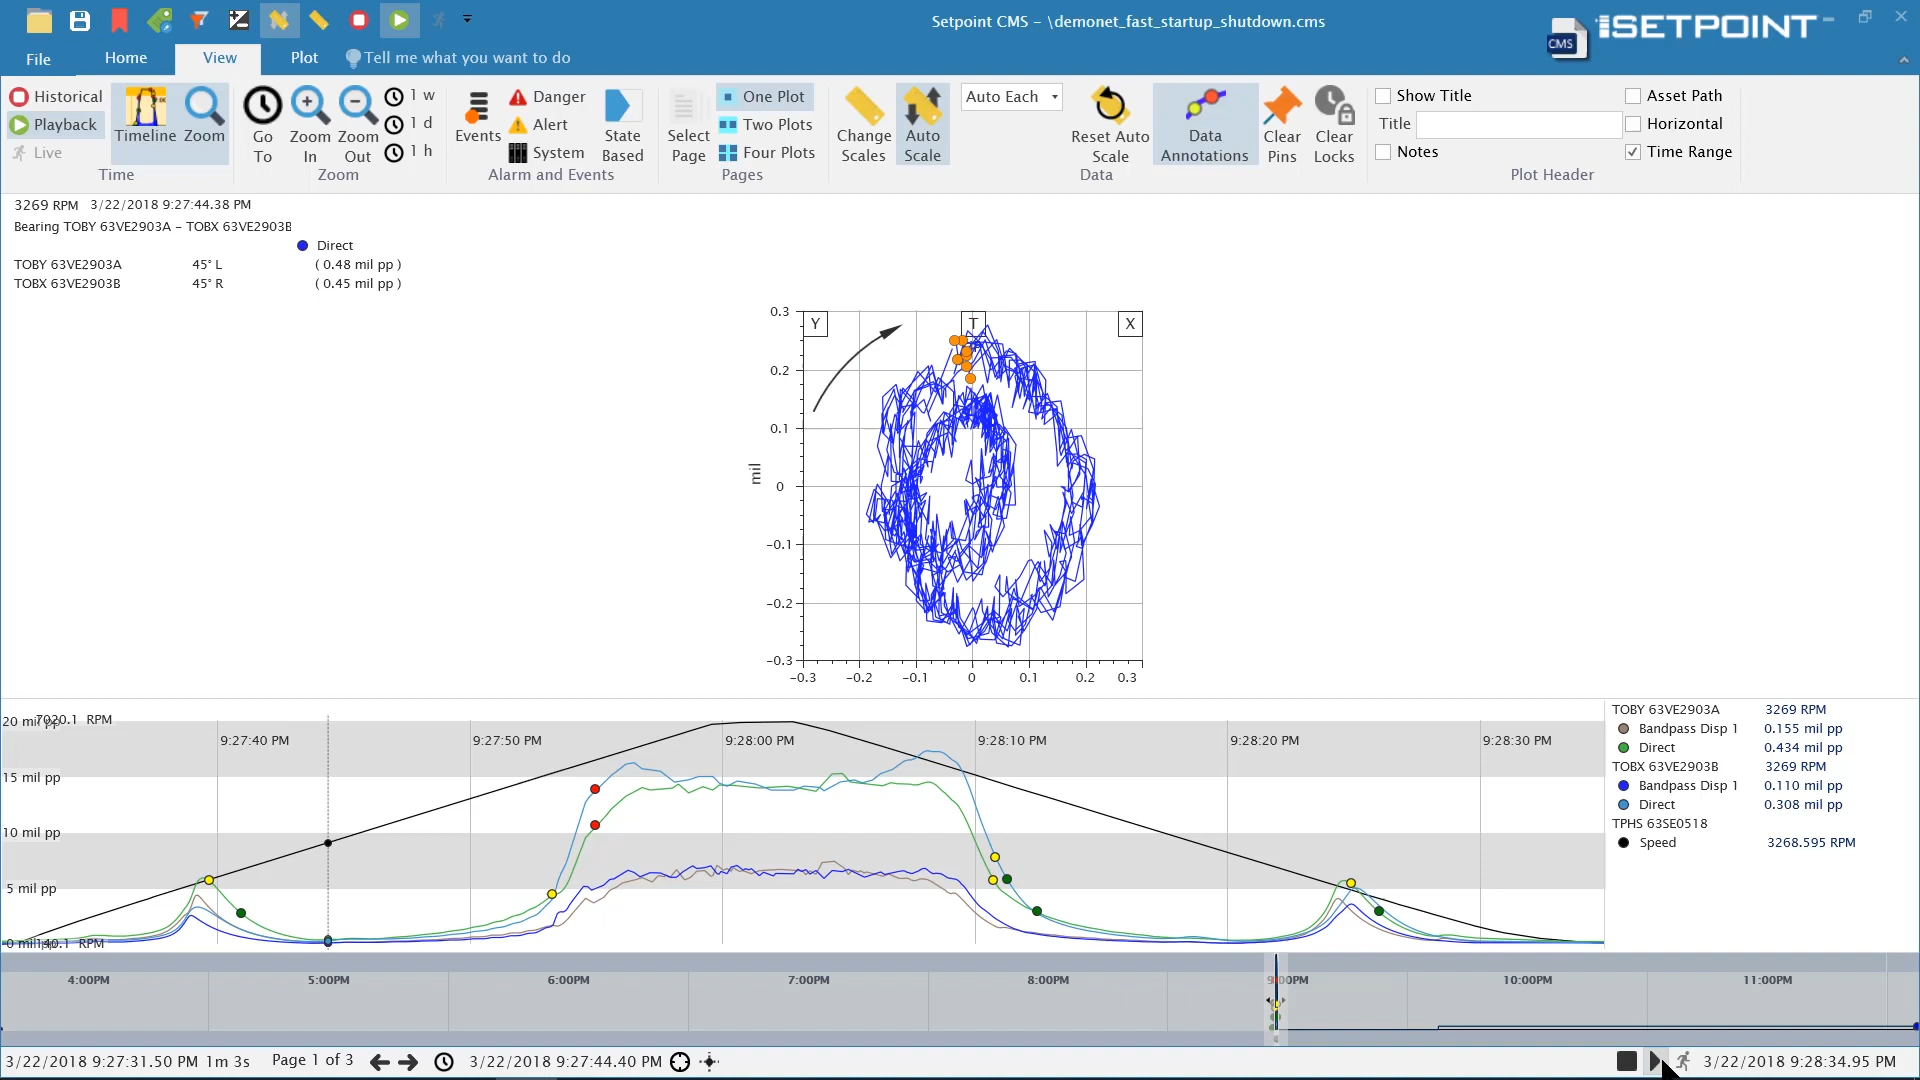 Setpoint CMS - \demonet_fast_startup_shutdown.cms
CMS
SETPOINT
File
Home
View
Plot
Tell me what you want to do
Historical
Playback
Live
Timeline
Zoom
Time
Go To
Zoom In
Zoom Out
1 w
1 d
1 h
Zoom
Events
Danger
Alert
System
State Based
Alarm and Events
Select Page
One Plot
Two Plots
Four Plots
Pages
Change Scales
Auto Scale
Auto Each
Reset Auto Scale
Data Annotations
Clear Pins
Clear Locks
Data
Show Title
Title
Notes
Asset Path
Horizontal
Time Range
Plot Header
3269 RPM 3/22/2018 9:27:44.38 PM
Bearing TOBY 63VE2903A - TOBX 63VE2903B
Direct
TOBY 63VE2903A 45° L ( 0.48 mil pp )
TOBX 63VE2903B 45° R ( 0.45 mil pp )
Y
T
X
mil
0.3
0.2
0.1
0
-0.1
-0.2
-0.3
-0.3 -0.2 -0.1 0 0.1 0.2 0.3
20 mil pp
7020.1 RPM
15 mil pp
10 mil pp
5 mil pp
0 mil
140.1 RPM
9:27:40 PM
9:27:50 PM
9:28:00 PM
9:28:10 PM
9:28:20 PM
9:28:30 PM
TOBY 63VE2903A 3269 RPM
Bandpass Disp 1 0.155 mil pp
Direct 0.434 mil pp
TOBX 63VE2903B 3269 RPM
Bandpass Disp 1 0.110 mil pp
Direct 0.308 mil pp
TPHS 63SE0518
Speed 3268.595 RPM
4:00PM
5:00PM
6:00PM
7:00PM
8:00PM
9:00PM
10:00PM
11:00PM
3/22/2018 9:27:31.50 PM 1m 3s
Page 1 of 3
3/22/2018 9:27:44.40 PM
3/22/2018 9:28:34.95 PM